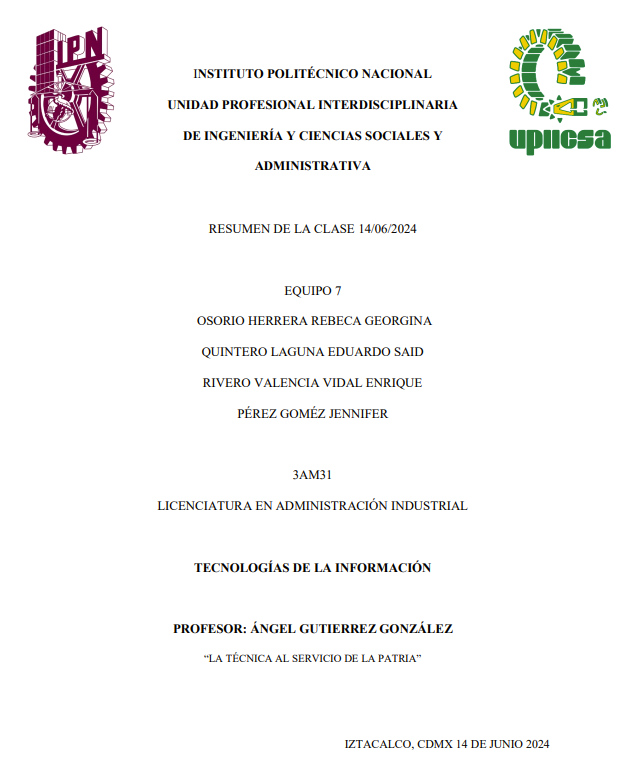 IPN
INSTITUTO POLITÉCNICO NACIONAL
UNIDAD PROFESIONAL INTERDISCIPLINARIA
DE INGENIERÍA Y CIENCIAS SOCIALES Y
ADMINISTRATIVA
upiicsa
RESUMEN DE LA CLASE 14/06/2024
EQUIPO 7
OSORIO HERRERA REBECA GEORGINA
QUINTERO LAGUNA EDUARDO SAID
RIVERO VALENCIA VIDAL ENRIQUE
PÉREZ GOMÉZ JENNIFER
3AM31
LICENCIATURA EN ADMINISTRACIÓN INDUSTRIAL
TECNOLOGÍAS DE LA INFORMACIÓN
PROFESOR: ÁNGEL GUTIERREZ GONZÁLEZ
“LA TÉCNICA AL SERVICIO DE LA PATRIA”
IZTACALCO, CDMX 14 DE JUNIO 2024